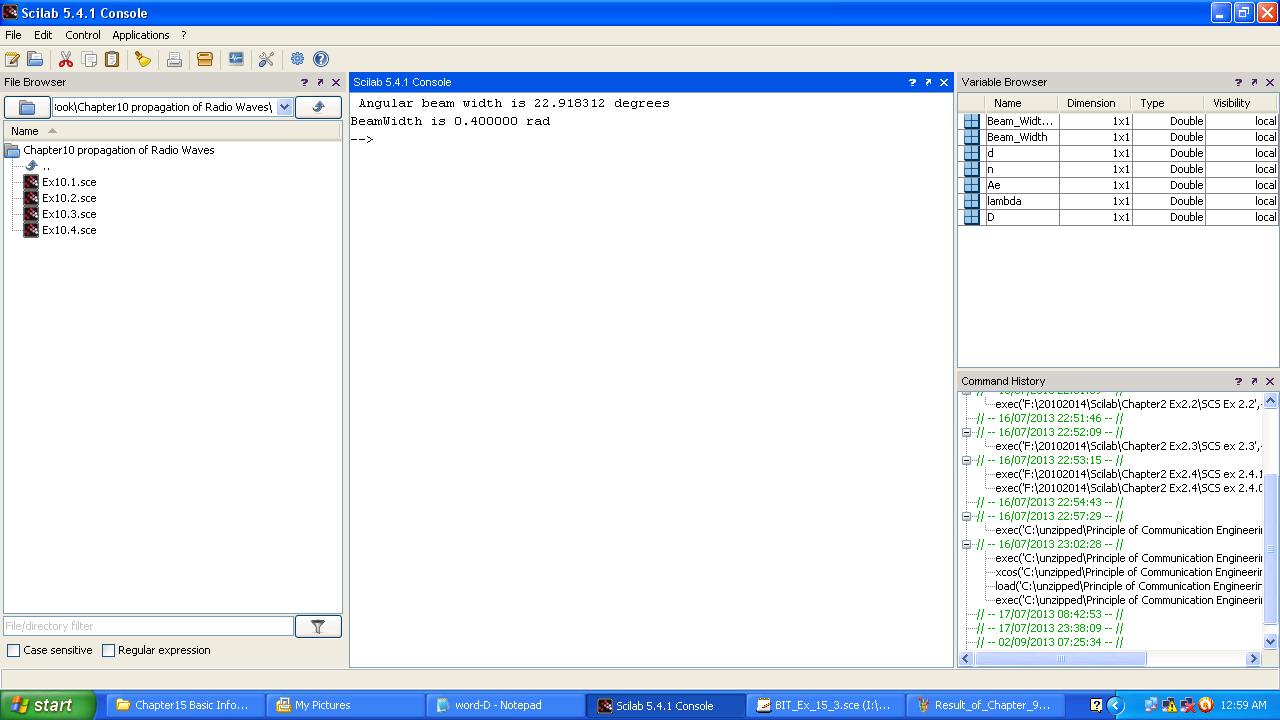 Scilab 5.4.1 Console
File Edit Control Applications ?
File Browser
ook\Chapter10 propagation of Radio Waves\
Name
Chapter10 propagation of Radio Waves
..
Ex10.1.sce
Ex10.2.sce
Ex10.3.sce
Ex10.4.sce
File/directory filter
Case sensitive Regular expression
Scilab 5.4.1 Console
Angular beam width is 22.918312 degrees
BeamWidth is 0.400000 rad
-->
Variable Browser
Name Dimension Type Visibility
Beam_Widt... 1x1 Double local
Beam_Width 1x1 Double local
d 1x1 Double local
n 1x1 Double local
Ae 1x1 Double local
lambda 1x1 Double local
D 1x1 Double local
Command History
exec('F:\20102014\Scilab\Chapter2 Ex2.2\SCS Ex 2.2',
// -- 16/07/2013 22:51:46 -- //
// -- 16/07/2013 22:52:09 -- //
exec('F:\20102014\Scilab\Chapter2 Ex2.3\SCS ex 2.3',
// -- 16/07/2013 22:53:15 -- //
exec('F:\20102014\Scilab\Chapter2 Ex2.4\SCS ex 2.4.1
exec('F:\20102014\Scilab\Chapter2 Ex2.4\SCS ex 2.4.
// -- 16/07/2013 22:54:43 -- //
// -- 16/07/2013 22:57:29 -- //
exec('C:\unzipped\Principle of Communication Engineerin
// -- 16/07/2013 23:02:28 -- //
exec('C:\unzipped\Principle of Communication Engineerin
xcos('C:\unzipped\Principle of Communication Engineerin
load('C:\unzipped\Principle of Communication Engineerin
exec('C:\unzipped\Principle of Communication Engineerin
// -- 17/07/2013 08:42:53 -- //
// -- 17/07/2013 23:38:09 -- //
// -- 02/09/2013 07:25:34 -- //
start Chapter15 Basic Info... My Pictures word-D - Notepad Scilab 5.4.1 Console BIT_Ex_15_3.sce (I:\... Result_of_Chapter_9... 12:59 AM